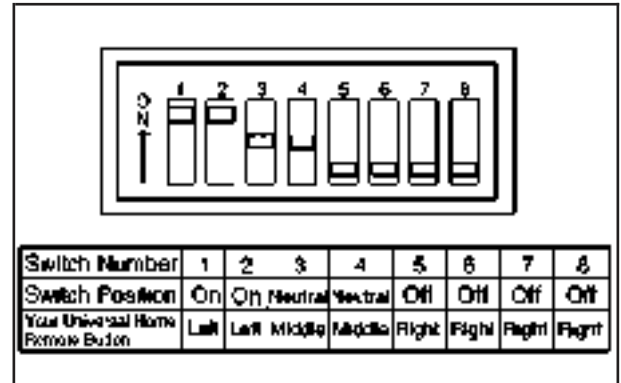 ON
1 2 3 4 5 6 7 8
Switch Number 1 2 3 4 5 6 7 8
Switch Position On On Neutral Neutral Off Off Off Off
Your Universal Home Remote Button Left Left Middle Middle Right Right Right Right